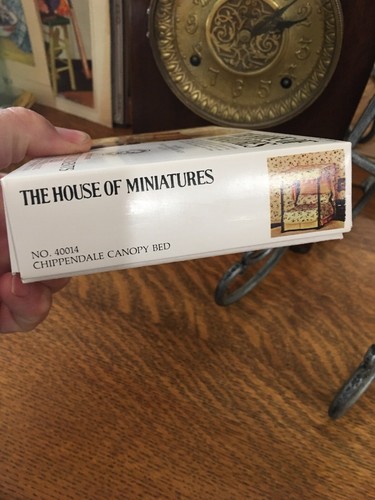 THE HOUSE OF MINIATURES
NO. 40014
CHIPPENDALE CANOPY BED